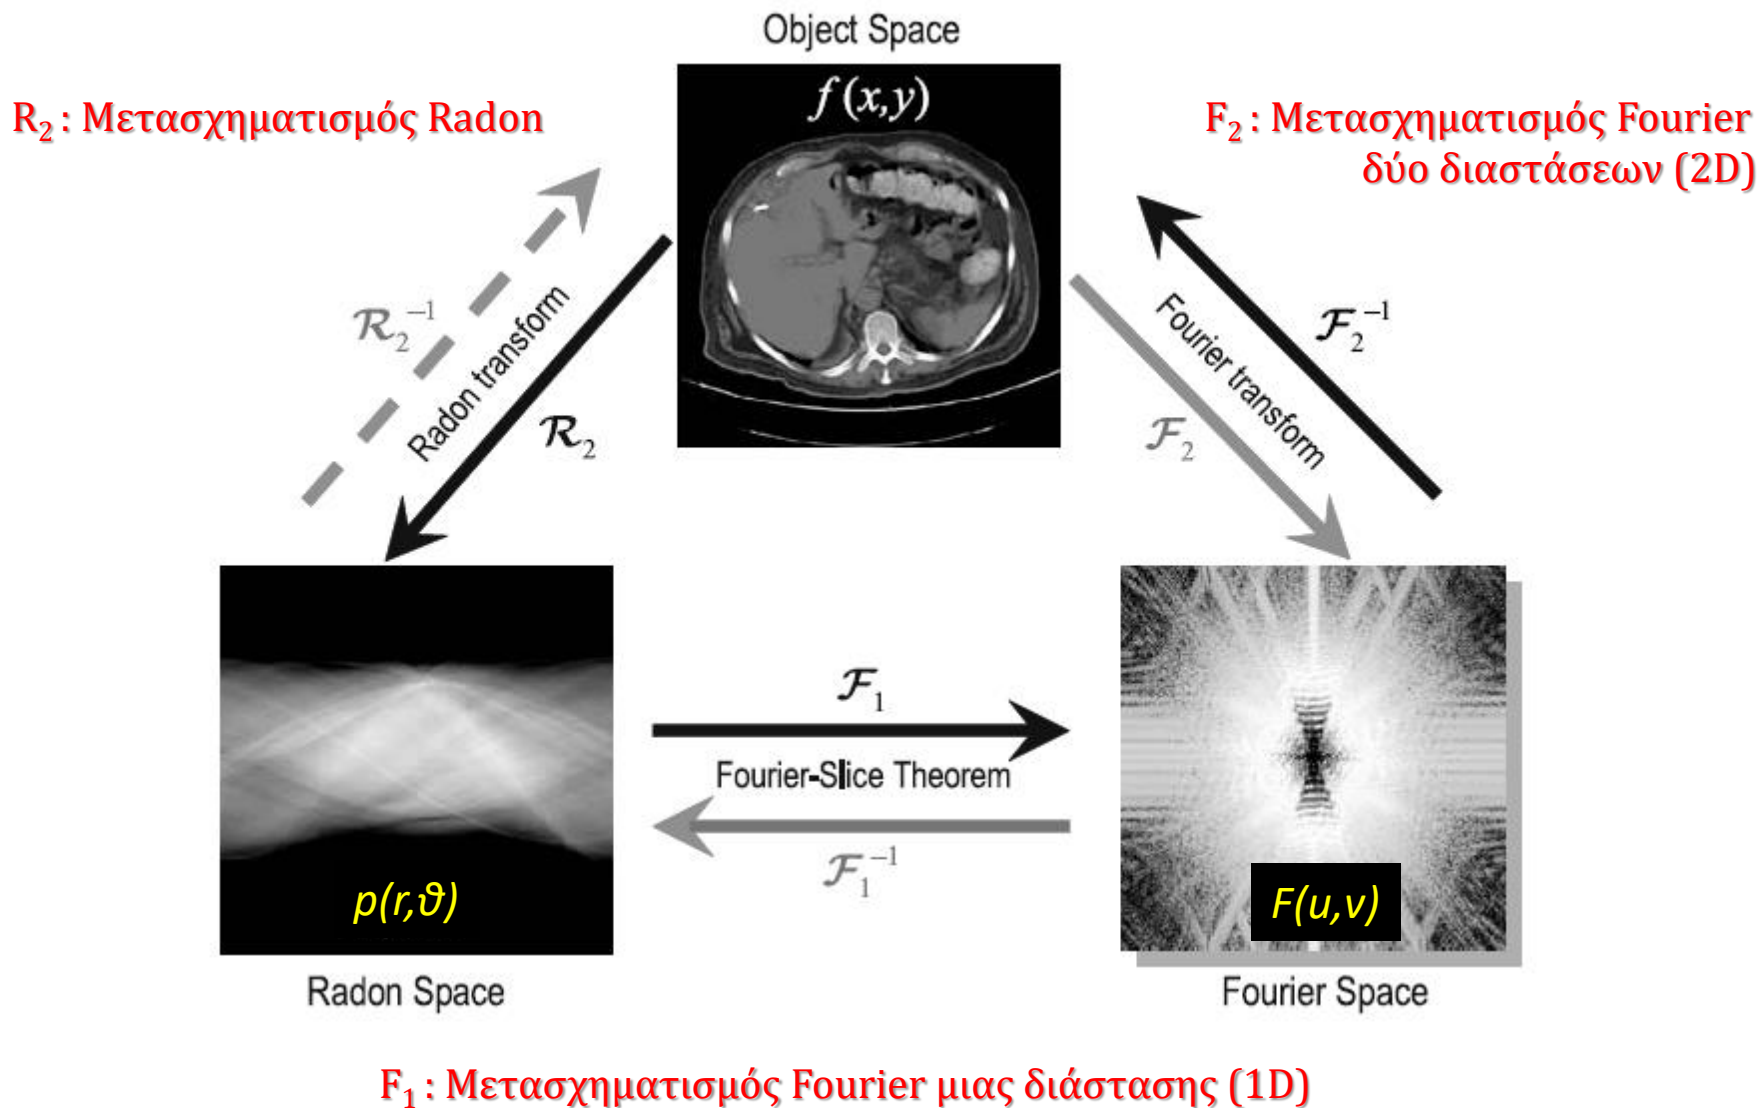 Object Space
f (x,y)
R₂ : Μετασχηματισμός Radon
F₂ : Μετασχηματισμός Fourier
δύο διαστάσεων (2D)
ℛ₂⁻¹
Radon transform
ℛ₂
ℱ₂⁻¹
Fourier transform
ℱ₂
ℱ₁
Fourier-Slice Theorem
ℱ₁⁻¹
p(r,ϑ)
F(u,v)
Radon Space
Fourier Space
F₁ : Μετασχηματισμός Fourier μιας διάστασης (1D)